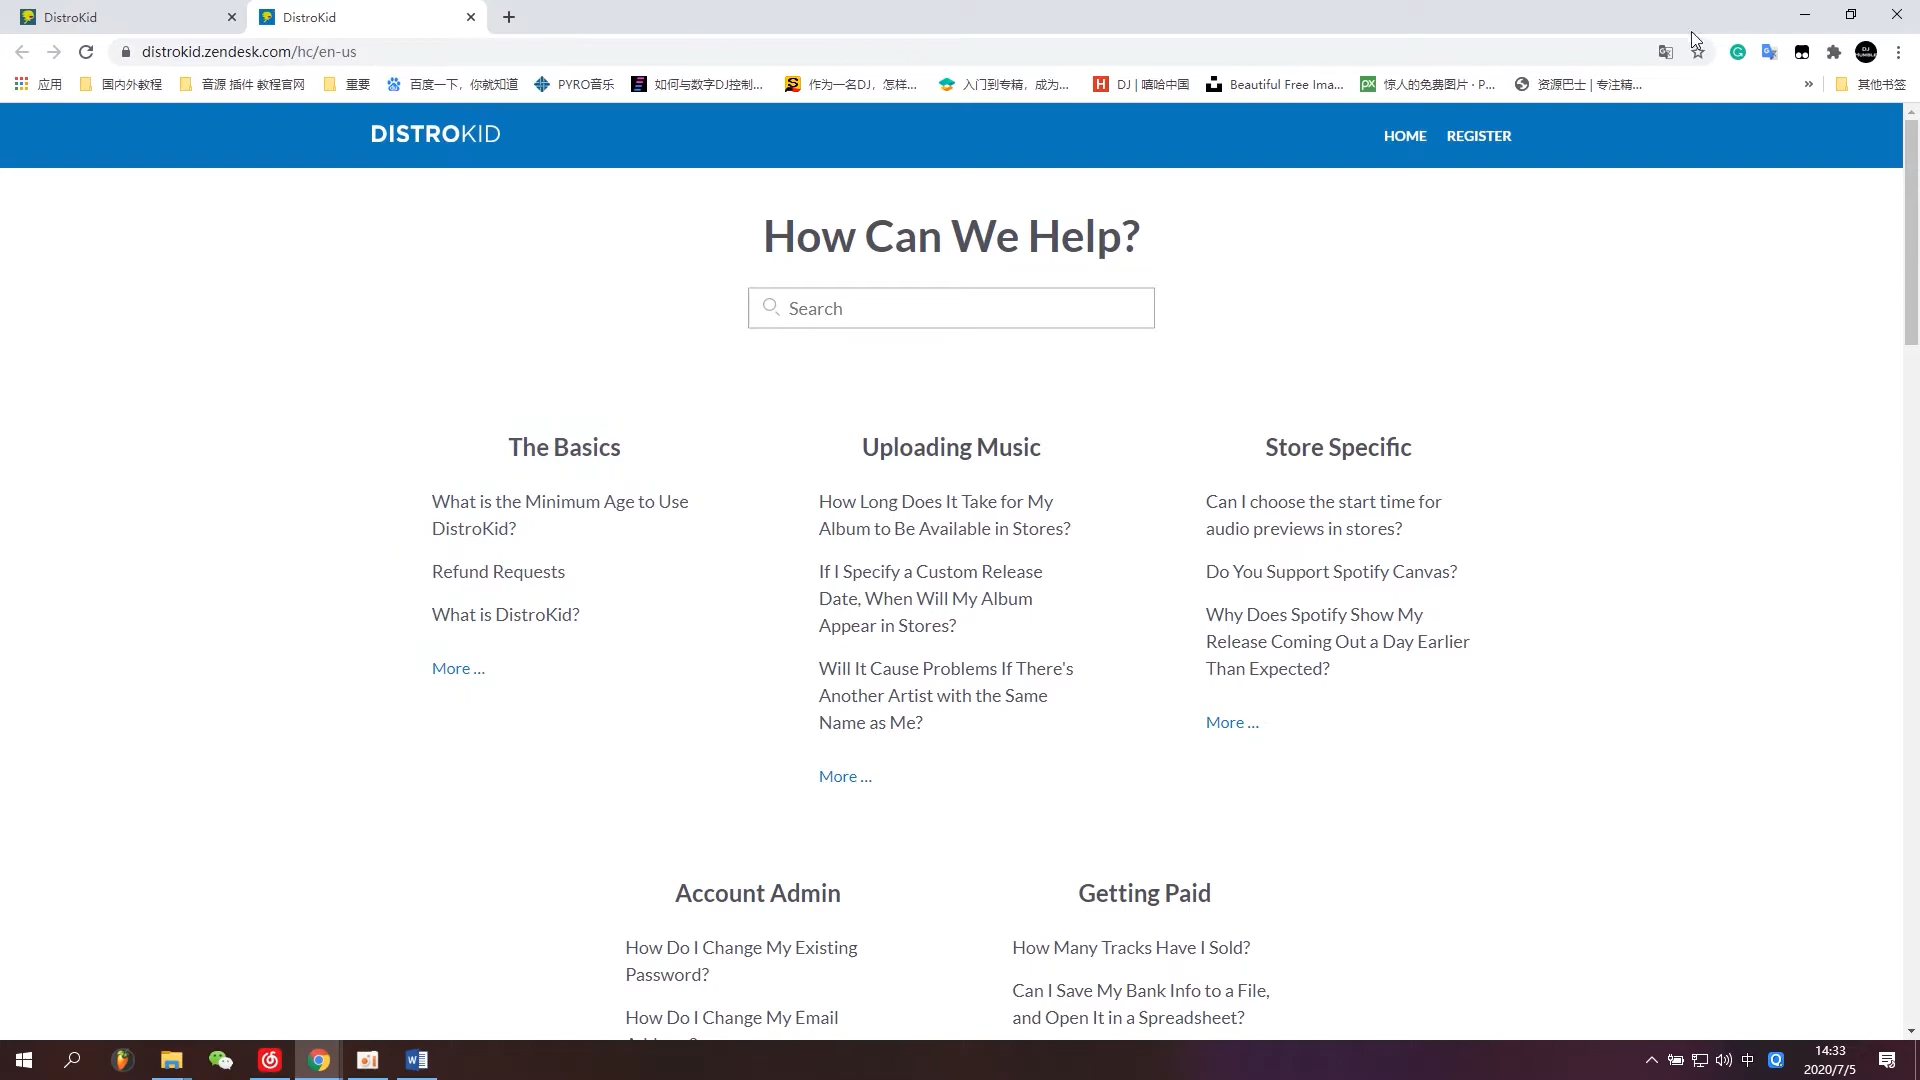 DistroKid
DistroKid
distrokid.zendesk.com/hc/en-us
应用
国内外教程
音源 插件 教程官网
重要
百度一下，你就知道
PYRO音乐
如何与数字DJ控制...
作为一名DJ，怎样...
入门到专精，成为...
DJ | 嘻哈中国
Beautiful Free Ima...
惊人的免费图片 · P...
资源巴士 | 专注精...
»
其他书签
DISTROKID
HOME
REGISTER
How Can We Help?
Search
The Basics
What is the Minimum Age to Use
DistroKid?
Refund Requests
What is DistroKid?
More ...
Uploading Music
How Long Does It Take for My
Album to Be Available in Stores?
If I Specify a Custom Release
Date, When Will My Album
Appear in Stores?
Will It Cause Problems If There's
Another Artist with the Same
Name as Me?
More ...
Store Specific
Can I choose the start time for
audio previews in stores?
Do You Support Spotify Canvas?
Why Does Spotify Show My
Release Coming Out a Day Earlier
Than Expected?
More ...
Account Admin
How Do I Change My Existing
Password?
How Do I Change My Email
Getting Paid
How Many Tracks Have I Sold?
Can I Save My Bank Info to a File,
and Open It in a Spreadsheet?
中
14:33
2020/7/5